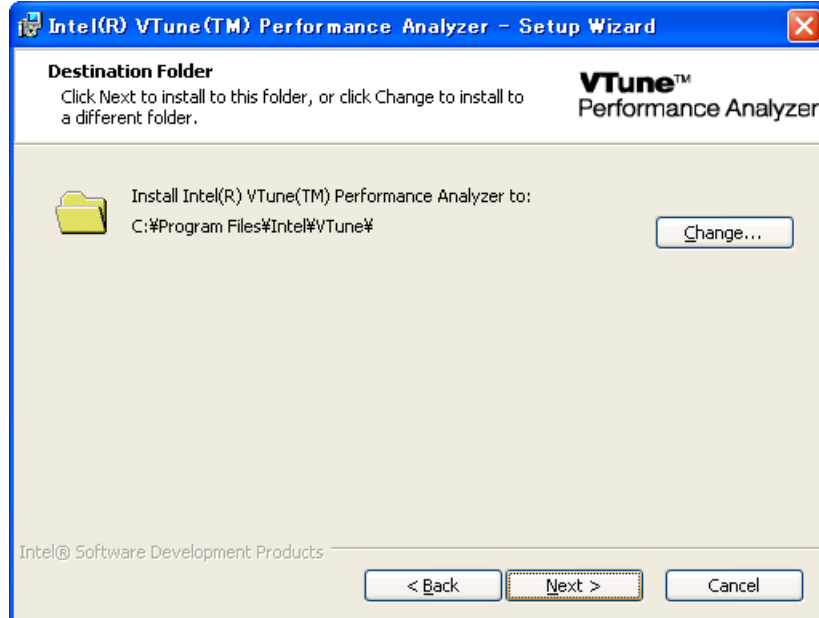 Intel(R) VTune(TM) Performance Analyzer - Setup Wizard
Destination Folder
Click Next to install to this folder, or click Change to install to
a different folder.
VTune™
Performance Analyzer
Install Intel(R) VTune(TM) Performance Analyzer to:
C:¥Program Files¥Intel¥VTune¥
Change...
Intel® Software Development Products
< Back
Next >
Cancel